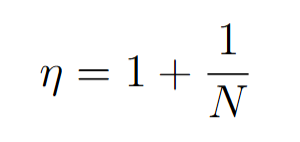 η = 1 + 1/N